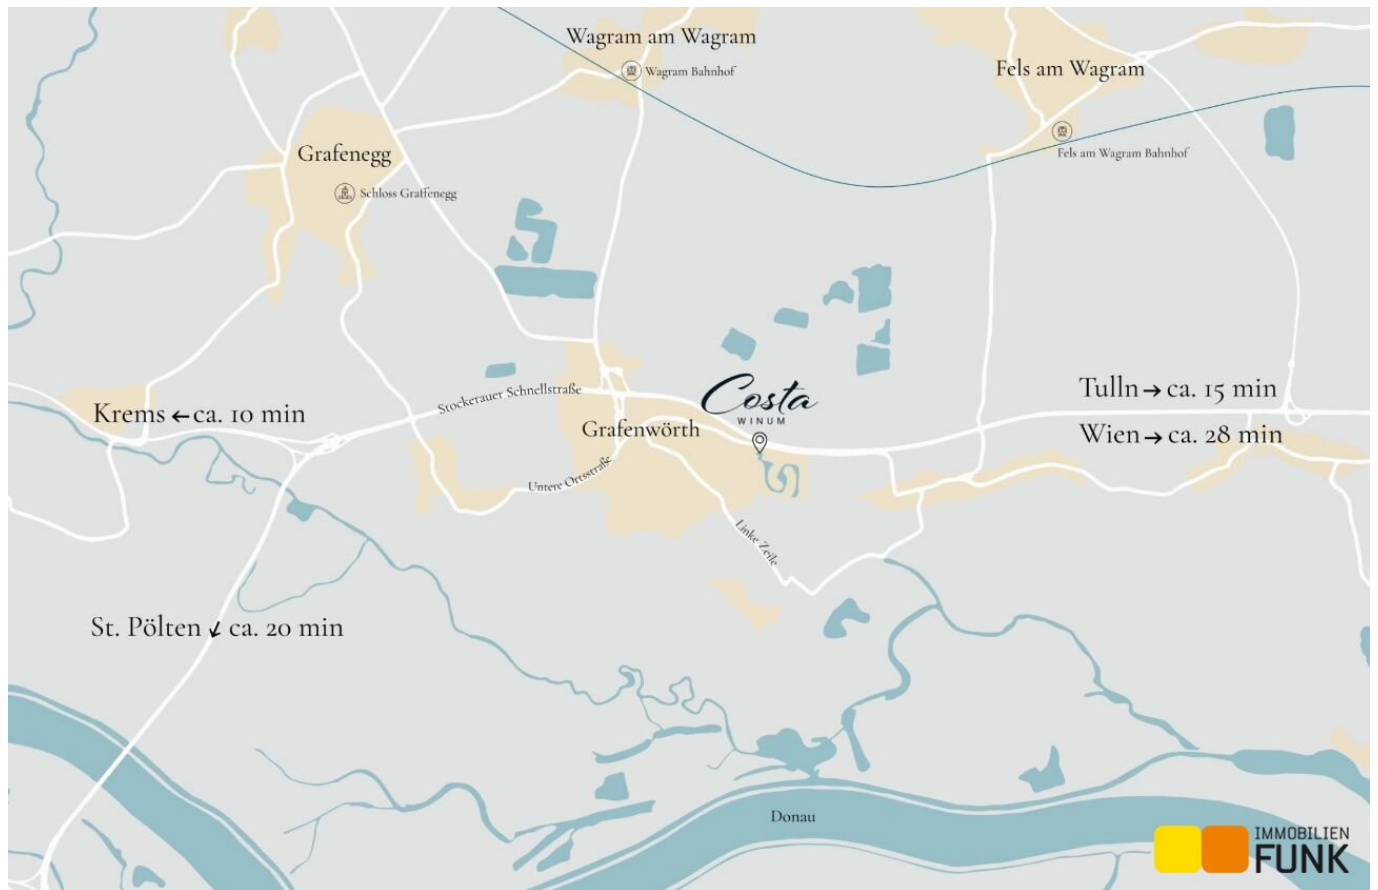 Wagram am Wagram
Wagram Bahnhof
Fels am Wagram
Fels am Wagram Bahnhof
Grafenegg
Schloss Graffenegg
Stockerauer Schnellstraße
Costa
WINUM
Tulln → ca. 15 min
Krems ← ca. 10 min
Grafenwörth
Wien → ca. 28 min
Untere Ortsstraße
Linke Zeile
St. Pölten ↙ ca. 20 min
Donau
IMMOBILIEN
FUNK